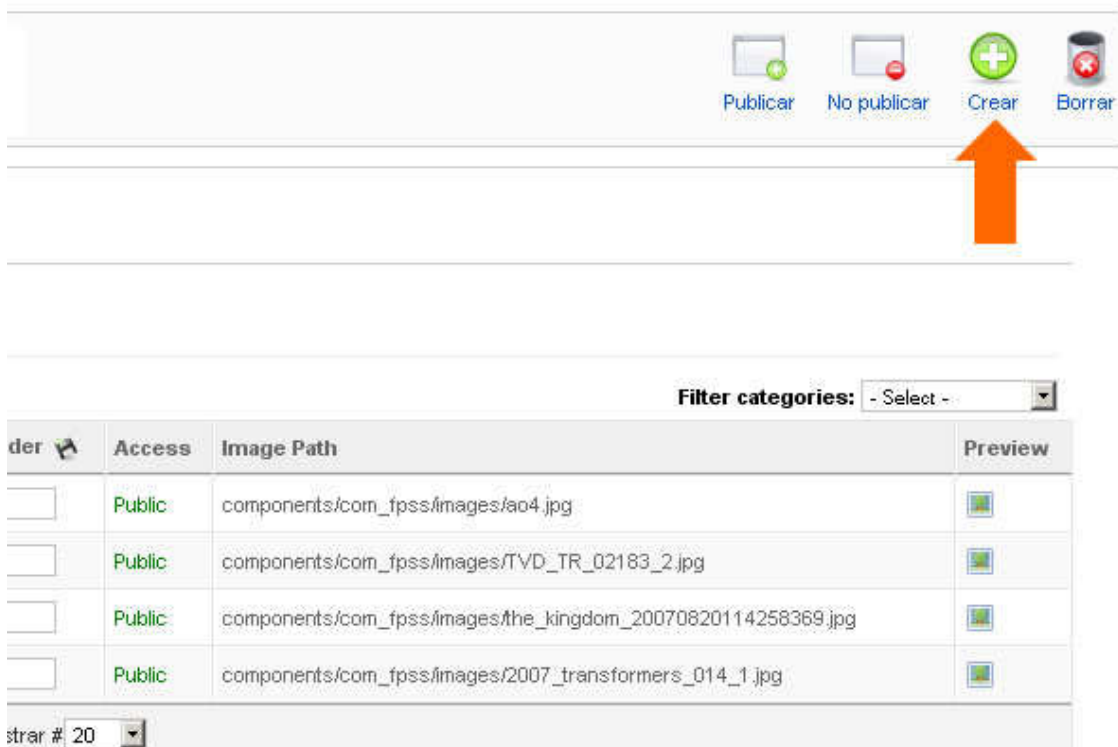 Publicar No publicar Crear Borrar
Filter categories: - Select -
der Access Image Path Preview
Public components/com_fpss/images/ao4.jpg
Public components/com_fpss/images/TVD_TR_02183_2.jpg
Public components/com_fpss/images/the_kingdom_20070820114258369.jpg
Public components/com_fpss/images/2007_transformers_014_1.jpg
strar # 20